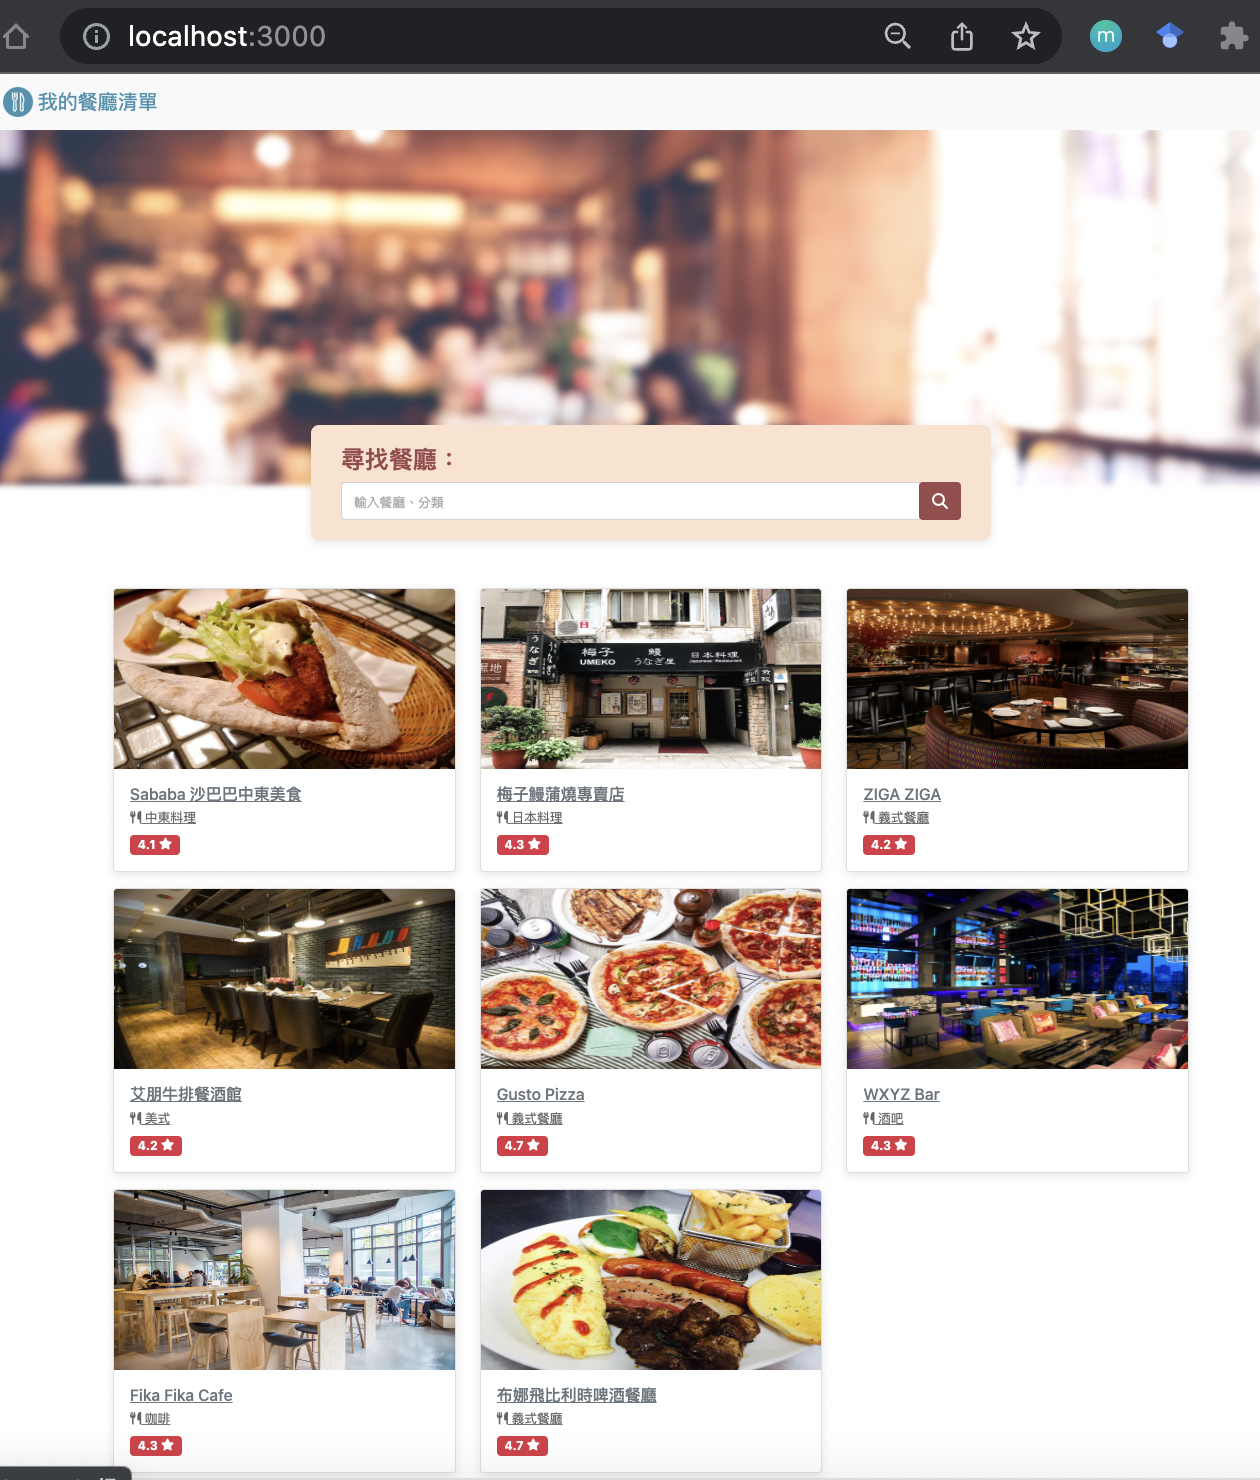 localhost:3000
m
我的餐廳清單
尋找餐廳：
輸入餐廳、分類
梅子
UMEKO
鰻
うなぎ屋
日本料理
Japanese Restaurant
うなぎ
Sababa 沙巴巴中東美食
中東料理
4.1
梅子鰻蒲燒專賣店
日本料理
4.3
ZIGA ZIGA
義式餐廳
4.2
艾朋牛排餐酒館
美式
4.2
Gusto Pizza
義式餐廳
4.7
WXYZ Bar
酒吧
4.3
Fika Fika Cafe
咖啡
4.3
布娜飛比利時啤酒餐廳
義式餐廳
4.7